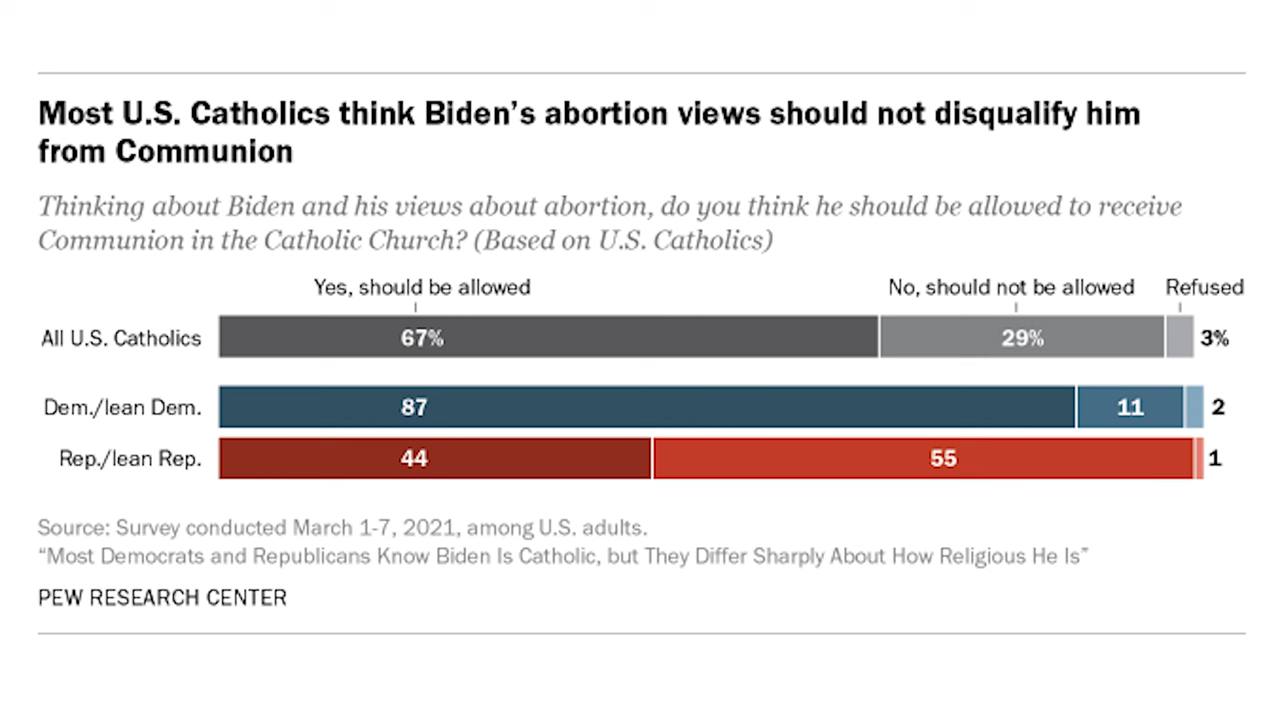 Most U.S. Catholics think Biden’s abortion views should not disqualify him
from Communion
Thinking about Biden and his views about abortion, do you think he should be allowed to receive
Communion in the Catholic Church? (Based on U.S. Catholics)
Yes, should be allowed No, should not be allowed Refused
All U.S. Catholics 67% 29% 3%
Dem./lean Dem. 87 11 2
Rep./lean Rep. 44 55 1
Source: Survey conducted March 1-7, 2021, among U.S. adults.
“Most Democrats and Republicans Know Biden Is Catholic, but They Differ Sharply About How Religious He Is”
PEW RESEARCH CENTER